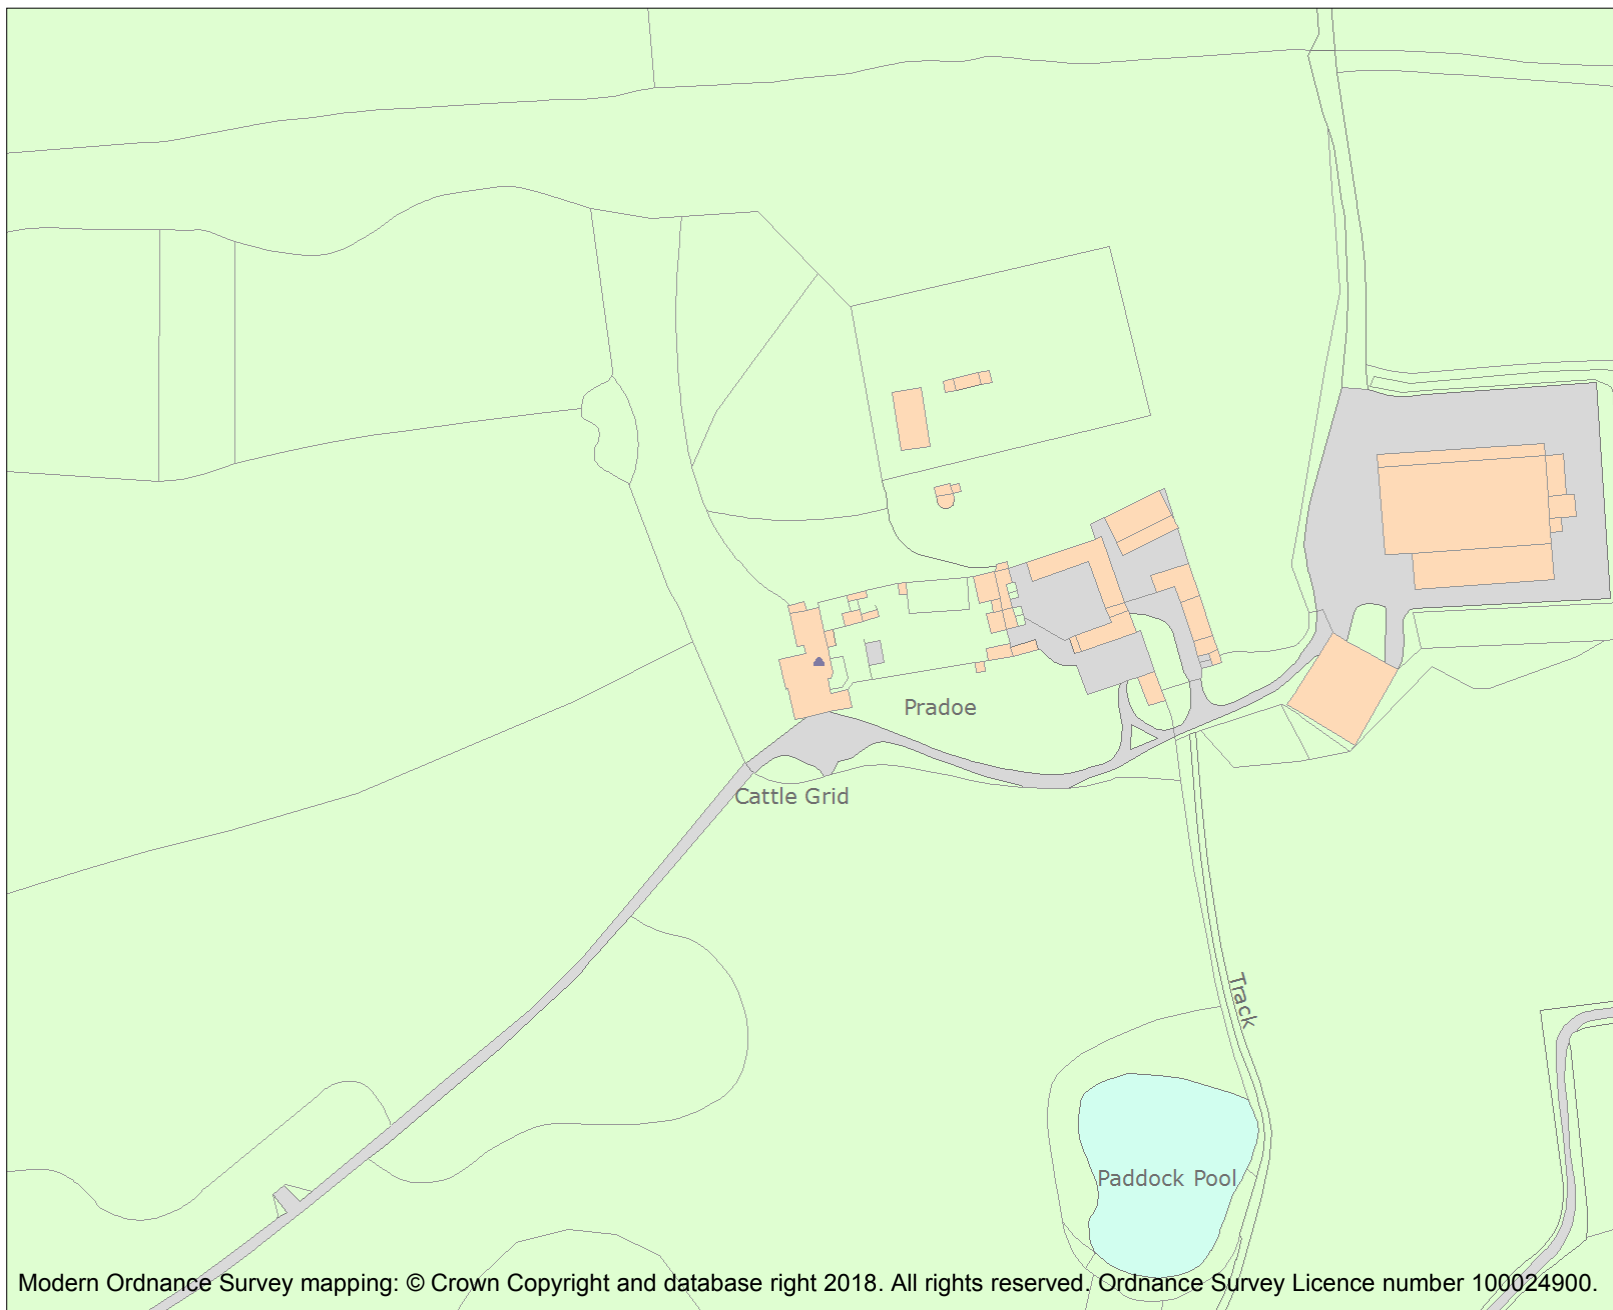 Pradoe
Cattle Grid
Track
Paddock Pool
Modern Ordnance Survey mapping: © Crown Copyright and database right 2018. All rights reserved. Ordnance Survey Licence number 100024900.